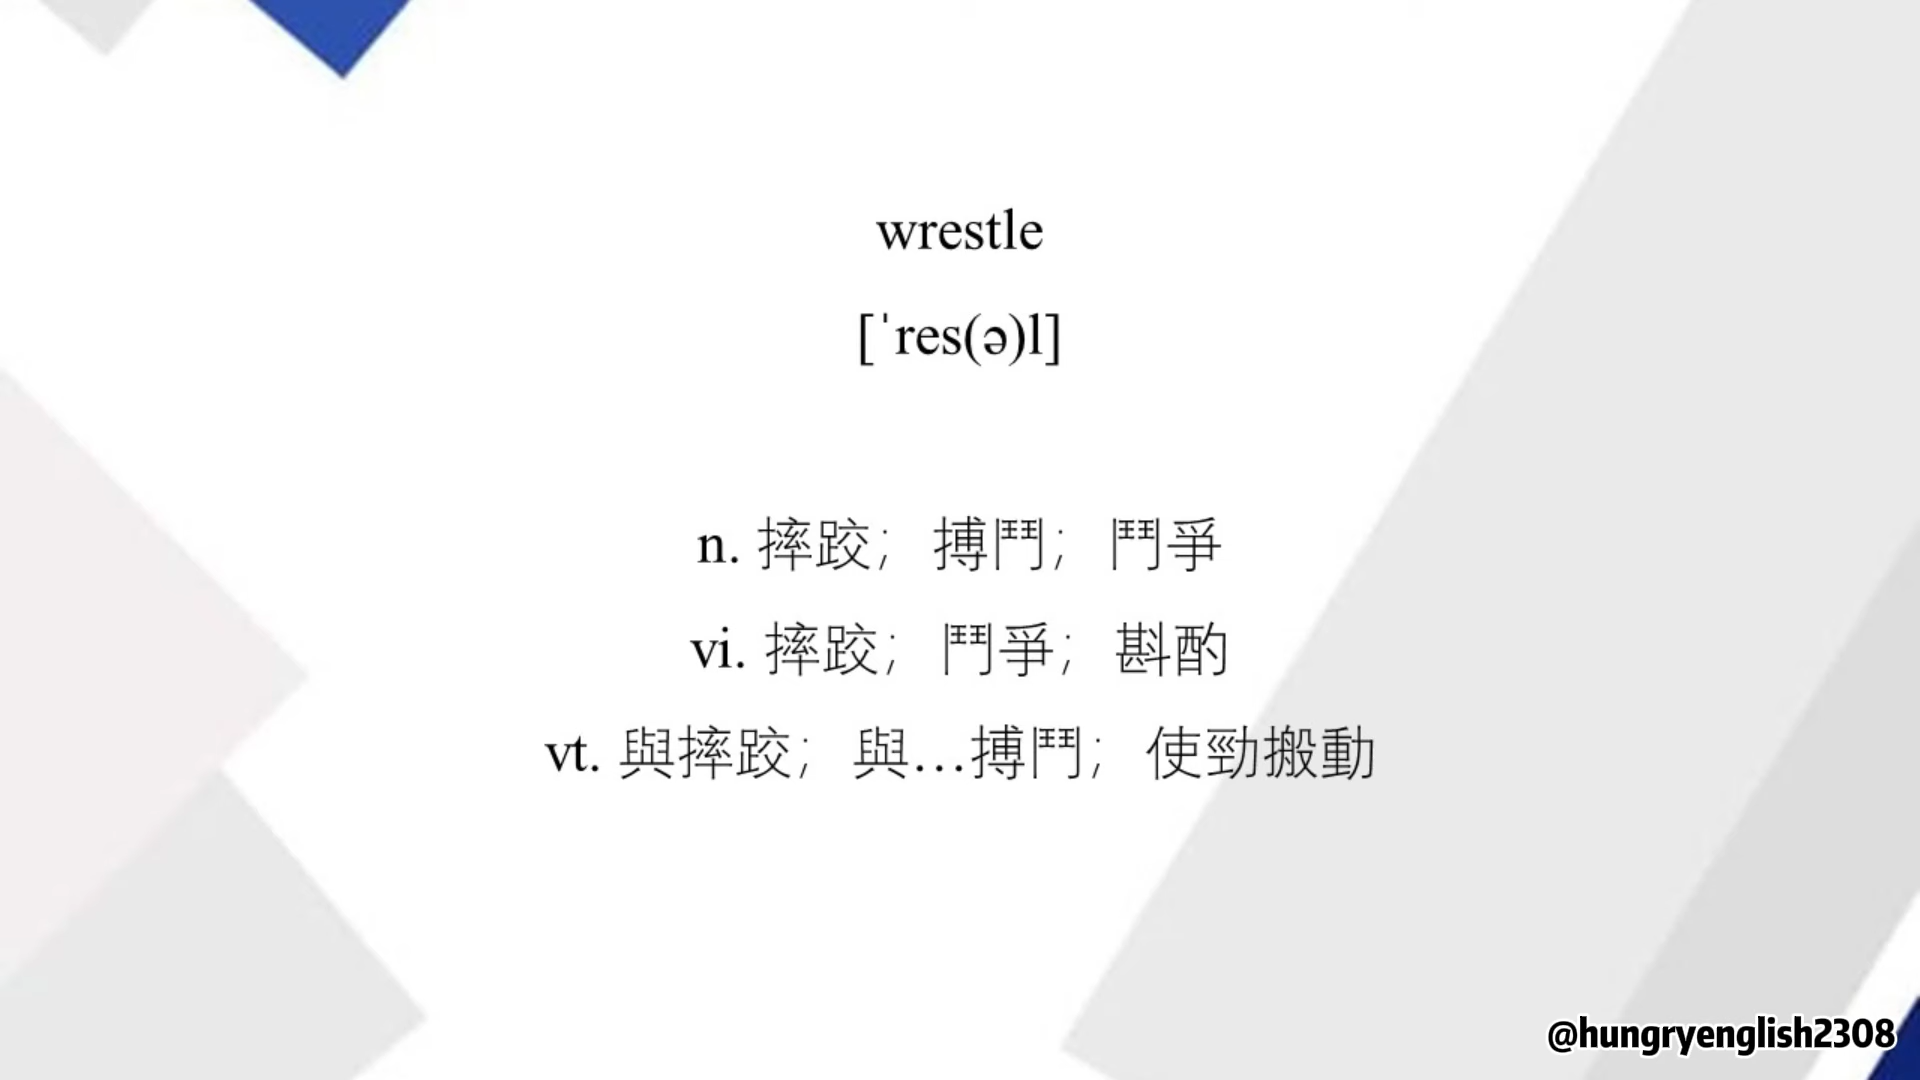 wrestle
[ˈres(ə)l]
n. 摔跤；搏鬥；鬥爭
vi. 摔跤；鬥爭；斟酌
vt. 與摔跤；與…搏鬥；使勁搬動
@hungryenglish2308